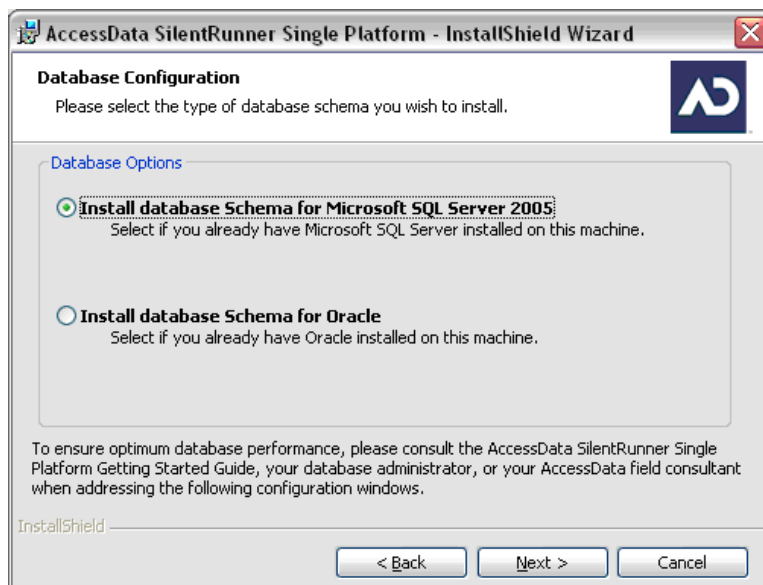 AccessData SilentRunner Single Platform - InstallShield Wizard
Database Configuration
Please select the type of database schema you wish to install.
AD
Database Options
Install database Schema for Microsoft SQL Server 2005
Select if you already have Microsoft SQL Server installed on this machine.
Install database Schema for Oracle
Select if you already have Oracle installed on this machine.
To ensure optimum database performance, please consult the AccessData SilentRunner Single
Platform Getting Started Guide, your database administrator, or your AccessData field consultant
when addressing the following configuration windows.
InstallShield
< Back Next > Cancel